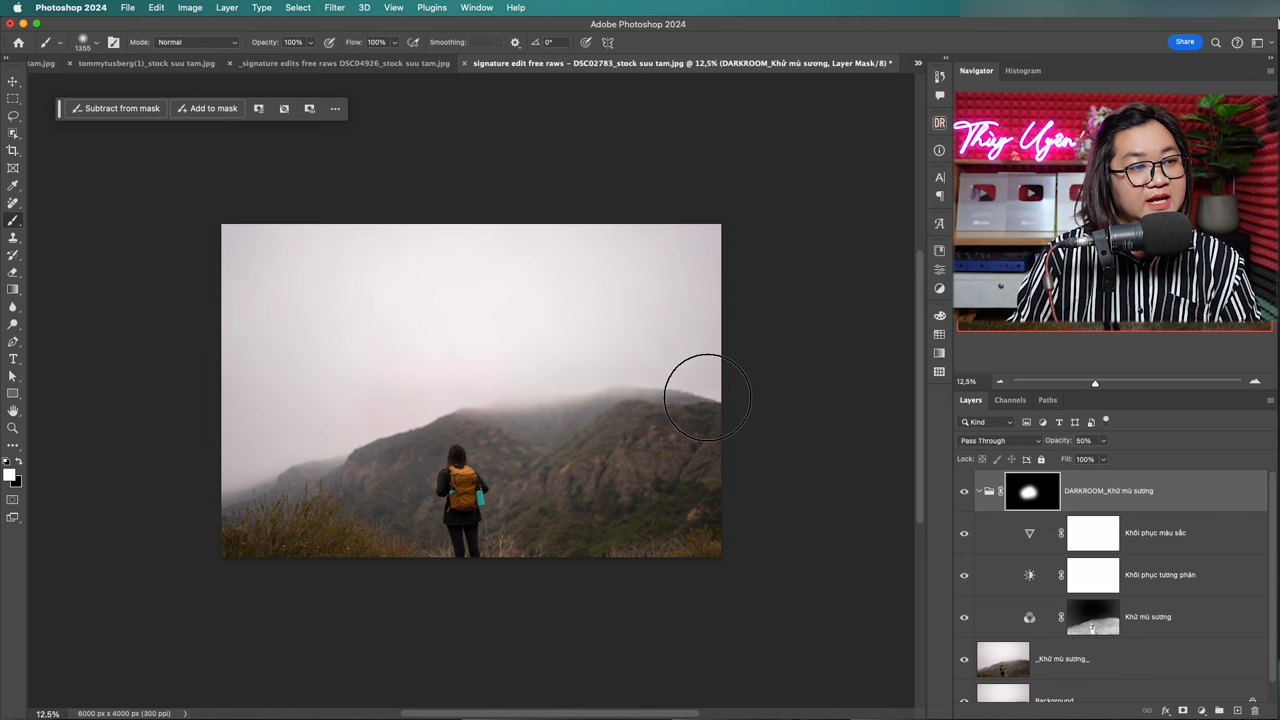 Photoshop 2024 File Edit Image Layer Type Select Filter 3D View Plugins Window Help
Adobe Photoshop 2024
1355 Mode: Normal Opacity: 100% Flow: 100% Smoothing: 0° Share
tam.jpg × tommytusberg(1)_stock suu tam.jpg × _signature edits free raws DSC04926_stock suu tam.jpg × signature edit free raws – DSC02783_stock suu tam.jpg @ 12,5% (DARKROOM_Khử mù sương, Layer Mask/8) *
Navigator Histogram
Subtract from mask Add to mask
DR
Thùy Uyên
12,5%
Layers Channels Paths
Kind
Pass Through Opacity: 50%
Lock: Fill: 100%
DARKROOM_Khử mù sương
Khôi phục màu sắc
Khôi phục tương phản
Khử mù sương
_Khử mù sương_
Background
12.5% 6000 px x 4000 px (300 ppi)